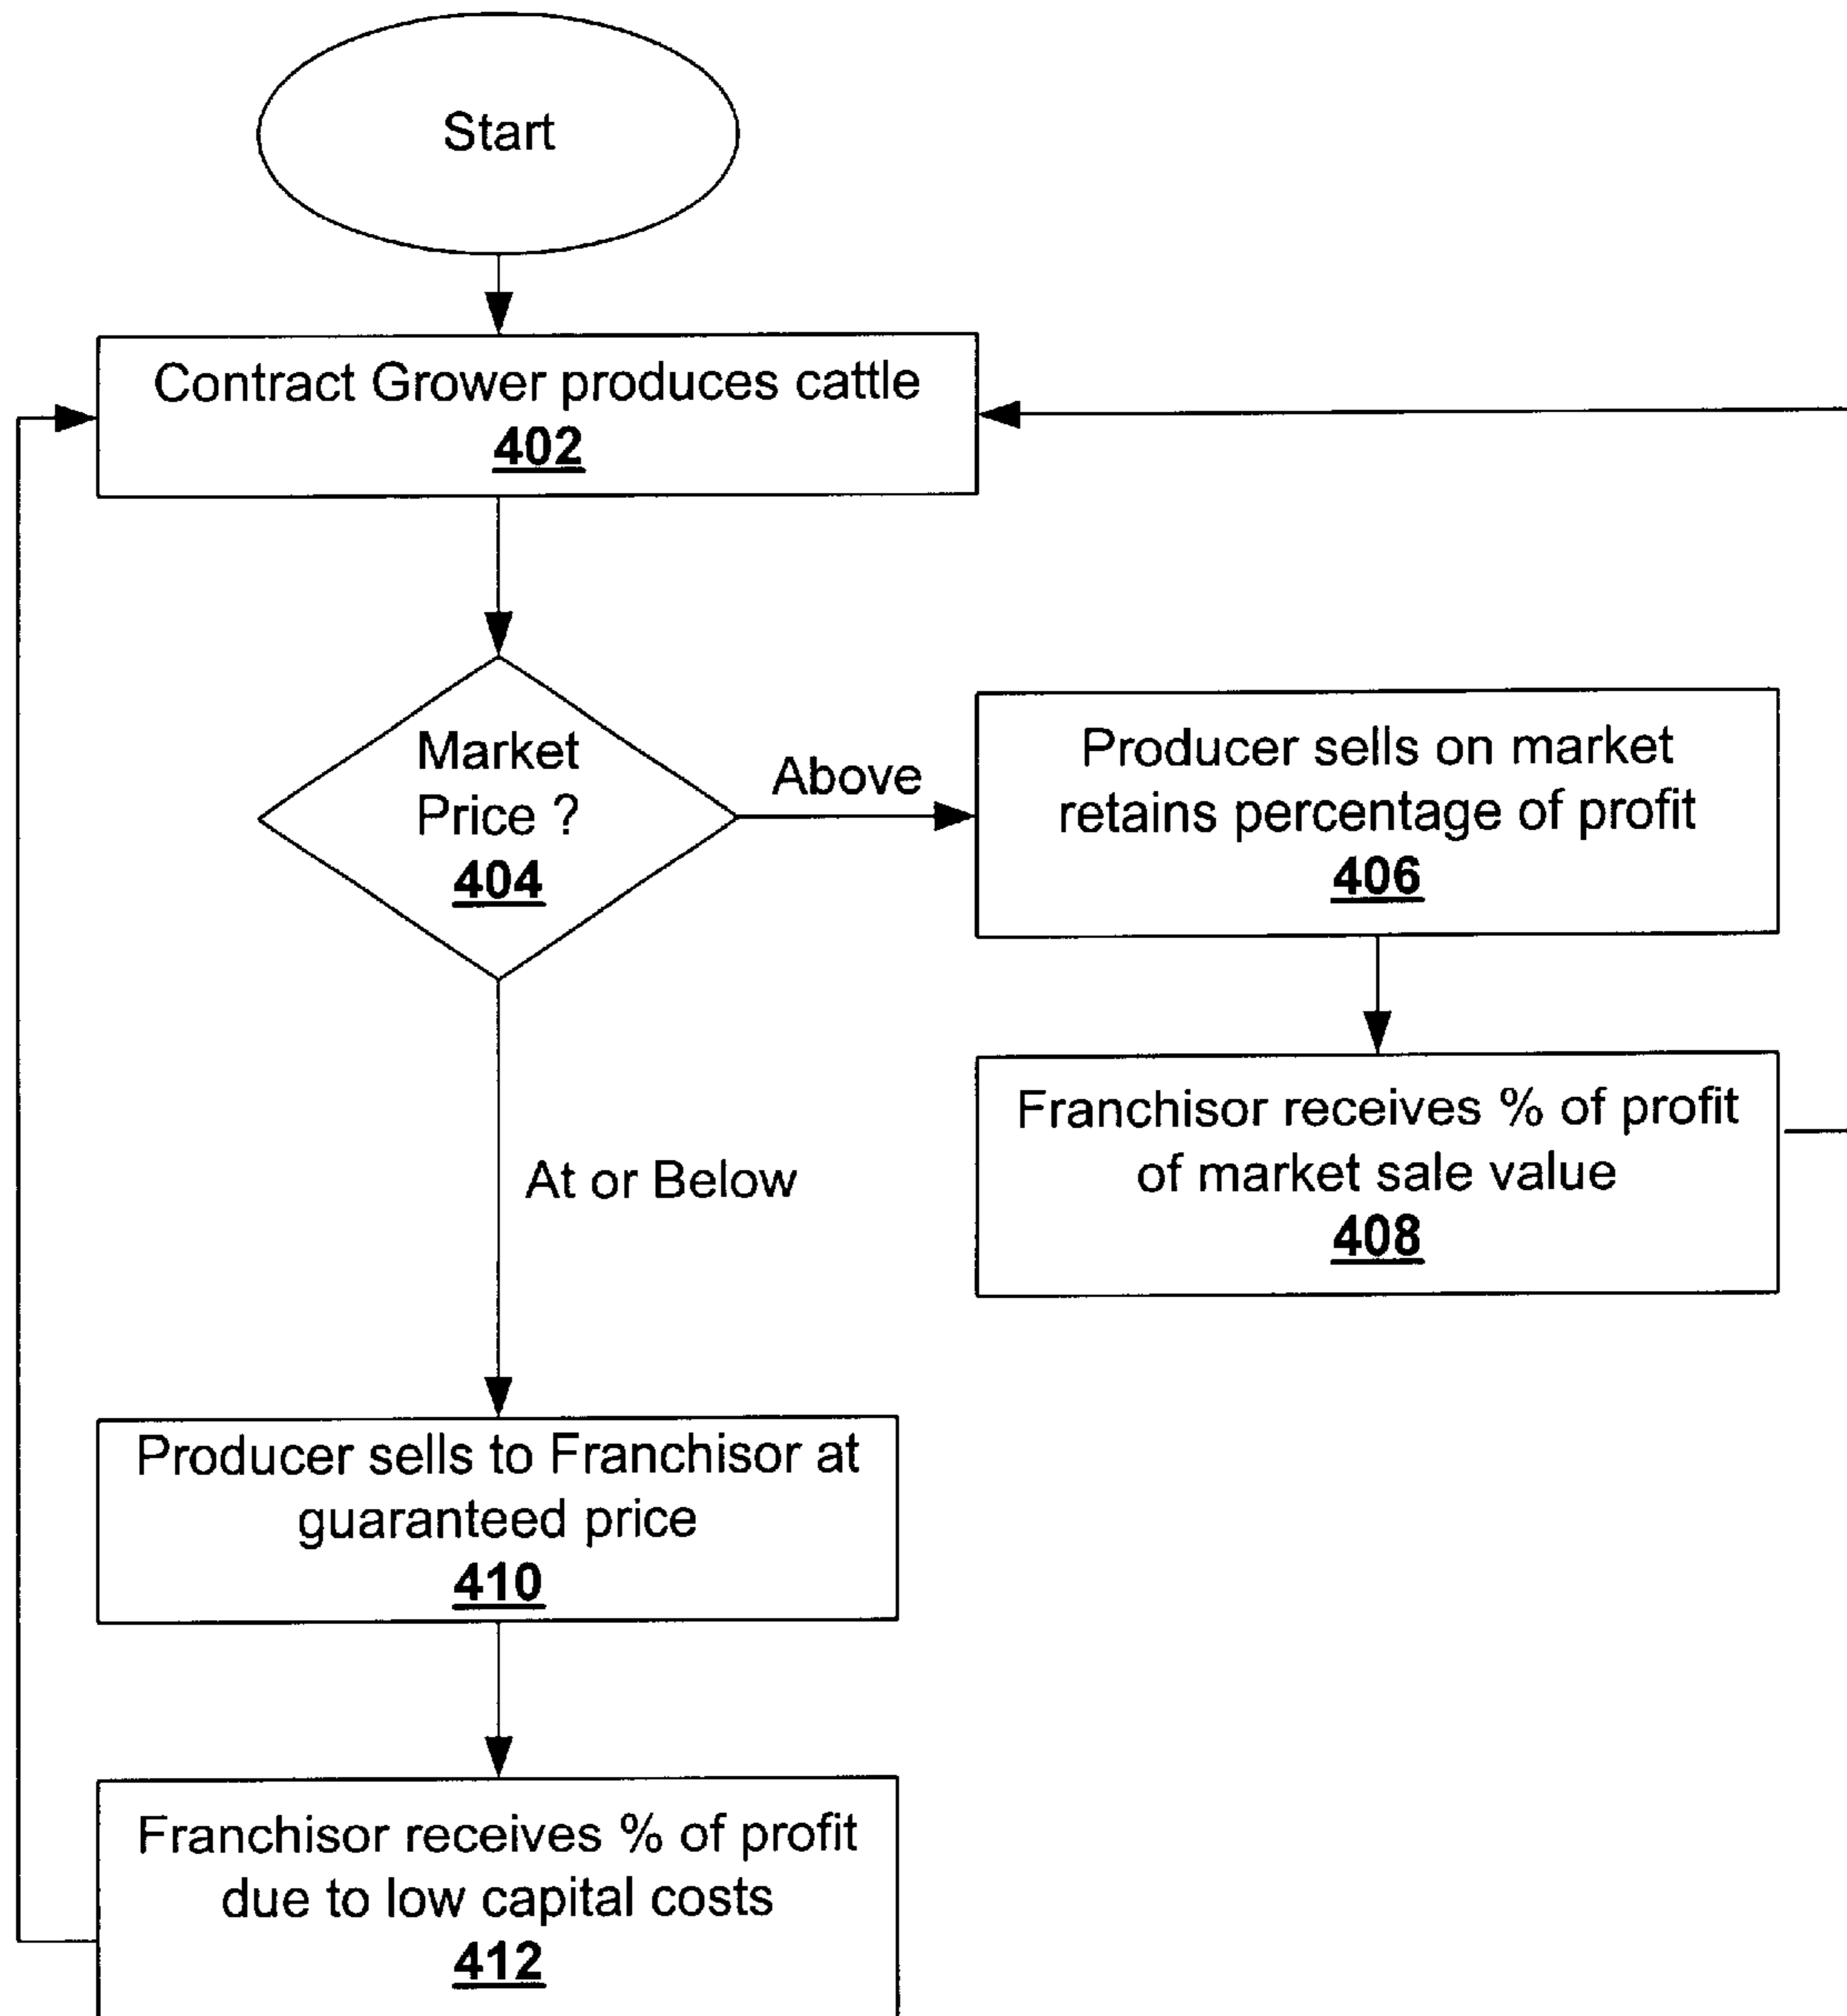 Start
Contract Grower produces cattle
402
Market
Price ?
404
Above
Producer sells on market
retains percentage of profit
406
Franchisor receives % of profit
of market sale value
408
At or Below
Producer sells to Franchisor at
guaranteed price
410
Franchisor receives % of profit
due to low capital costs
412